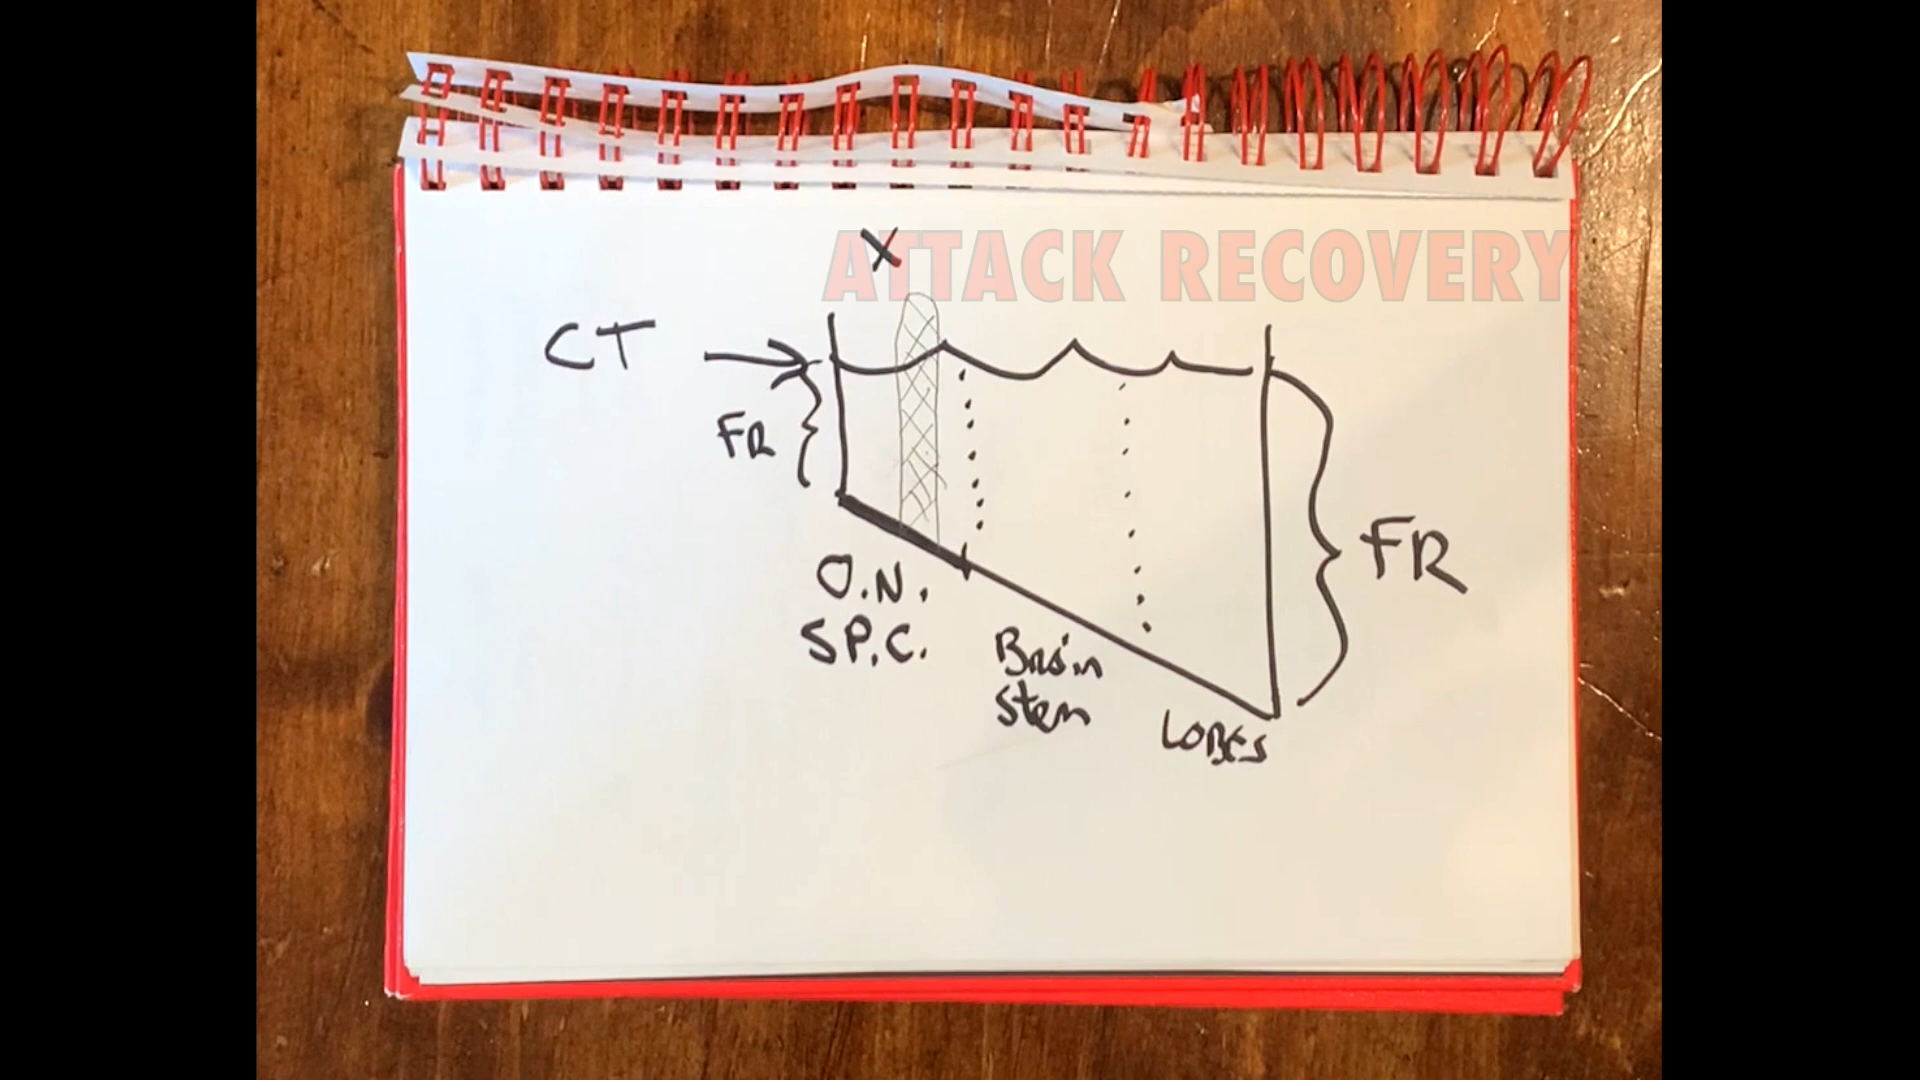 X
ATTACK RECOVERY
CT
FR
FR
O.N.
SP.C.
Brain
Stem
LOBES